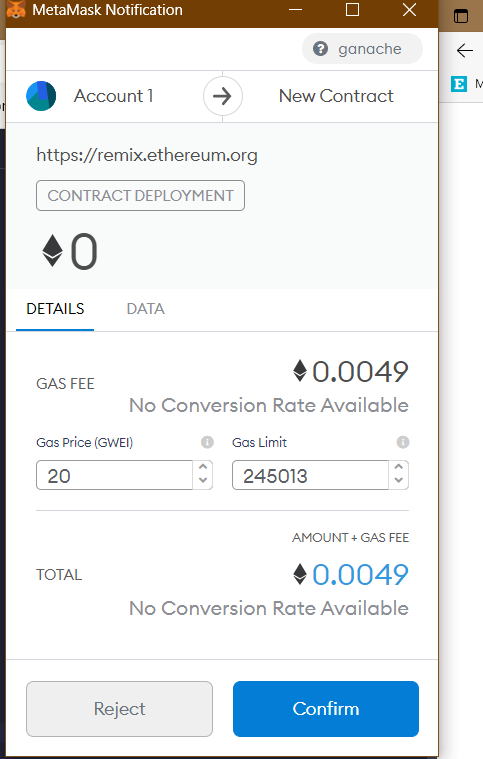 MetaMask Notification
ganache
Account 1
New Contract
https://remix.ethereum.org
CONTRACT DEPLOYMENT
0
DETAILS
DATA
GAS FEE
0.0049
No Conversion Rate Available
Gas Price (GWEI)
Gas Limit
20
245013
AMOUNT + GAS FEE
TOTAL
0.0049
No Conversion Rate Available
Reject
Confirm
E